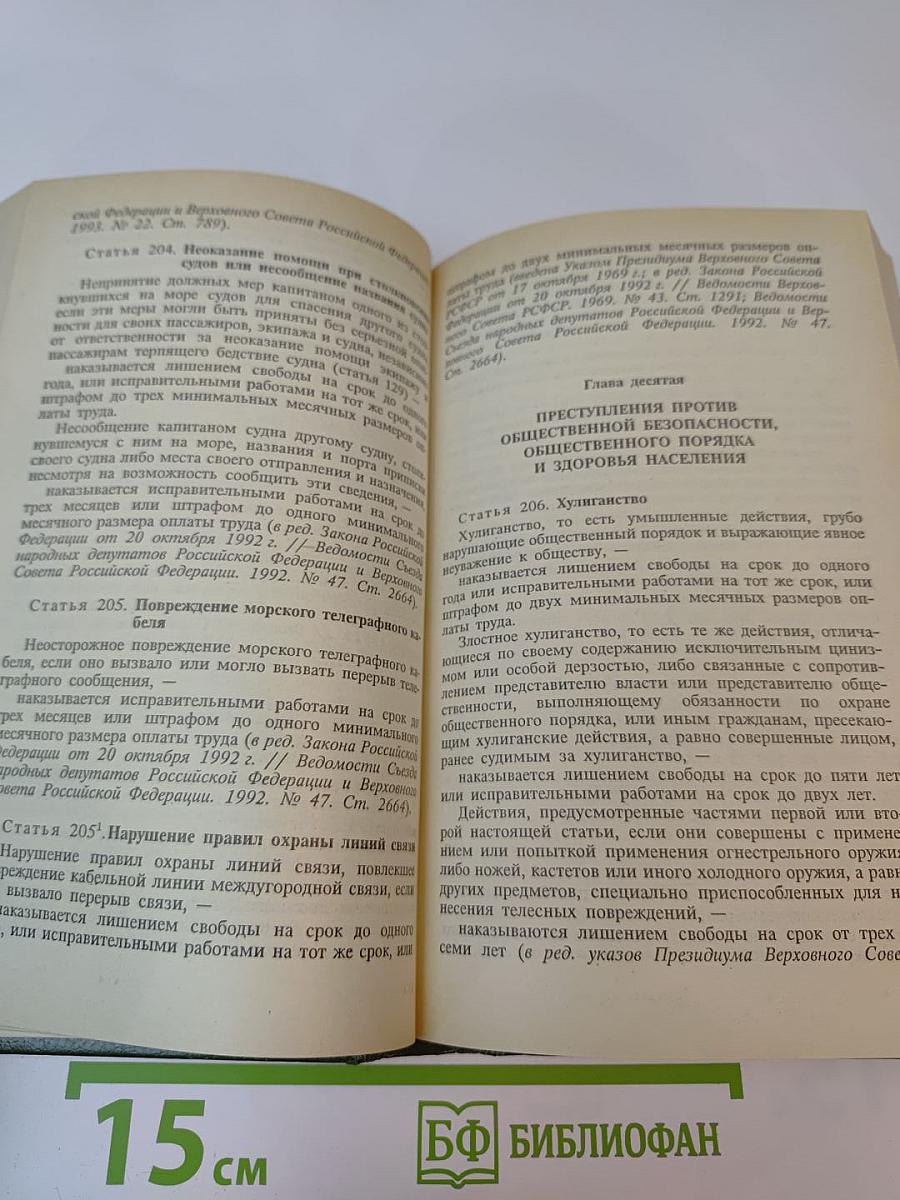 ской Федерации и Верховного Совета Российской Федерации.
1993. № 22. Ст. 789).
Статья 204. Неоказание помощи при столкновении
судов или несообщение названия судна
Непринятие должных мер капитаном одного из стол-
кнувшихся на море судов для спасения другого судна,
если эти меры могли быть приняты без серьезной опас-
ности для своих пассажиров, экипажа и судна, независимо
от ответственности за неоказание помощи экипажу и
пассажирам терпящего бедствие судна (статья 129) —
наказывается лишением свободы на срок до одного
года, или исправительными работами на тот же срок, или
штрафом до трех минимальных месячных размеров оп-
латы труда.
Несообщение капитаном судна другому судну, столк-
нувшемуся с ним на море, названия и порта приписки
своего судна либо места своего отправления и назначения,
несмотря на возможность сообщить эти сведения, —
наказывается исправительными работами на срок до
трех месяцев или штрафом до одного минимального
месячного размера оплаты труда (в ред. Закона Российской
Федерации от 20 октября 1992 г. //—Ведомости Съезда
народных депутатов Российской Федерации и Верховного
Совета Российской Федерации. 1992. № 47. Ст. 2664).
Статья 205. Повреждение морского телеграфного ка-
беля
Неосторожное повреждение морского телеграфного ка-
беля, если оно вызвало или могло вызвать перерыв теле-
графного сообщения, —
наказывается исправительными работами на срок до
трех месяцев или штрафом до одного минимального
месячного размера оплаты труда (в ред. Закона Российской
Федерации от 20 октября 1992 г. // Ведомости Съезда
народных депутатов Российской Федерации и Верховного
Совета Российской Федерации. 1992. № 47. Ст. 2664).
Статья 205¹. Нарушение правил охраны линий связи
Нарушение правил охраны линий связи, повлекшее
реждение кабельной линии междугородной связи, если
вызвало перерыв связи, —
наказывается лишением свободы на срок до одного
, или исправительными работами на тот же срок, или
штрафом до двух минимальных месячных размеров оп-
латы труда (введена Указом Президиума Верховного Совета
РСФСР от 17 октября 1969 г.; в ред. Закона Российской
Федерации от 20 октября 1992 г. // Ведомости Верхов-
ного Совета РСФСР. 1969. № 43. Ст. 1291; Ведомости
Съезда народных депутатов Российской Федерации и Вер-
ховного Совета Российской Федерации. 1992. № 47.
Ст. 2664).
Глава десятая
ПРЕСТУПЛЕНИЯ ПРОТИВ
ОБЩЕСТВЕННОЙ БЕЗОПАСНОСТИ,
ОБЩЕСТВЕННОГО ПОРЯДКА
И ЗДОРОВЬЯ НАСЕЛЕНИЯ
Статья 206. Хулиганство
Хулиганство, то есть умышленные действия, грубо
нарушающие общественный порядок и выражающие явное
неуважение к обществу, —
наказывается лишением свободы на срок до одного
года или исправительными работами на тот же срок, или
штрафом до двух минимальных месячных размеров оп-
латы труда.
Злостное хулиганство, то есть те же действия, отлича-
ющиеся по своему содержанию исключительным циниз-
мом или особой дерзостью, либо связанные с сопротив-
лением представителю власти или представителю обще-
ственности, выполняющему обязанности по охране
общественного порядка, или иным гражданам, пресекаю-
щим хулиганские действия, а равно совершенные лицом,
ранее судимым за хулиганство, —
наказывается лишением свободы на срок до пяти лет
или исправительными работами на срок до двух лет.
Действия, предусмотренные частями первой или вто-
рой настоящей статьи, если они совершены с примене-
нием или попыткой применения огнестрельного оружия
либо ножей, кастетов или иного холодного оружия, а равн
других предметов, специально приспособленных для на
несения телесных повреждений, —
наказываются лишением свободы на срок от трех
семи лет (в ред. указов Президиума Верховного Сове
15 см
БФ БИБЛИОФАН